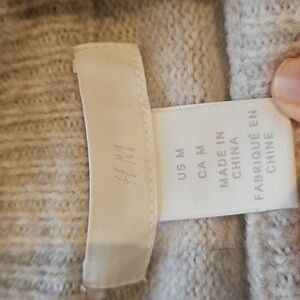 H&M
US M
CA M
MADE IN
CHINA
FABRIQUÉ EN
CHINE